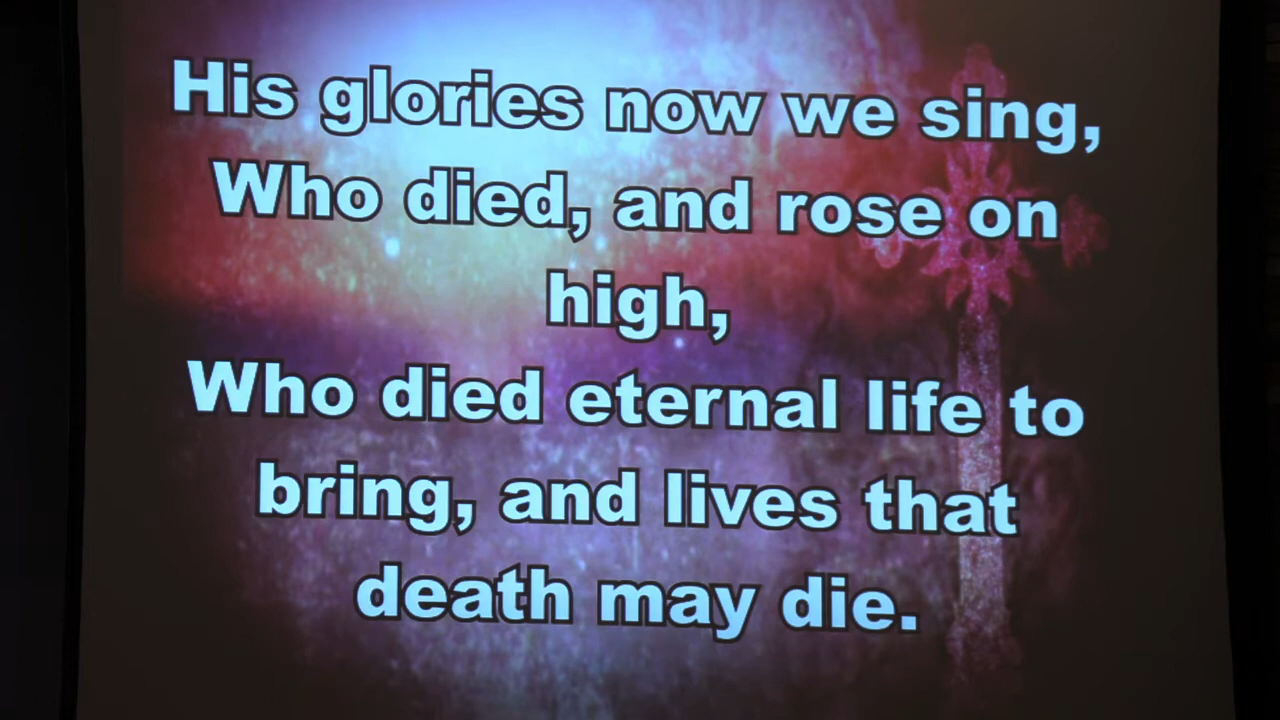 His glories now we sing,
Who died, and rose on
high,
Who died eternal life to
bring, and lives that
death may die.